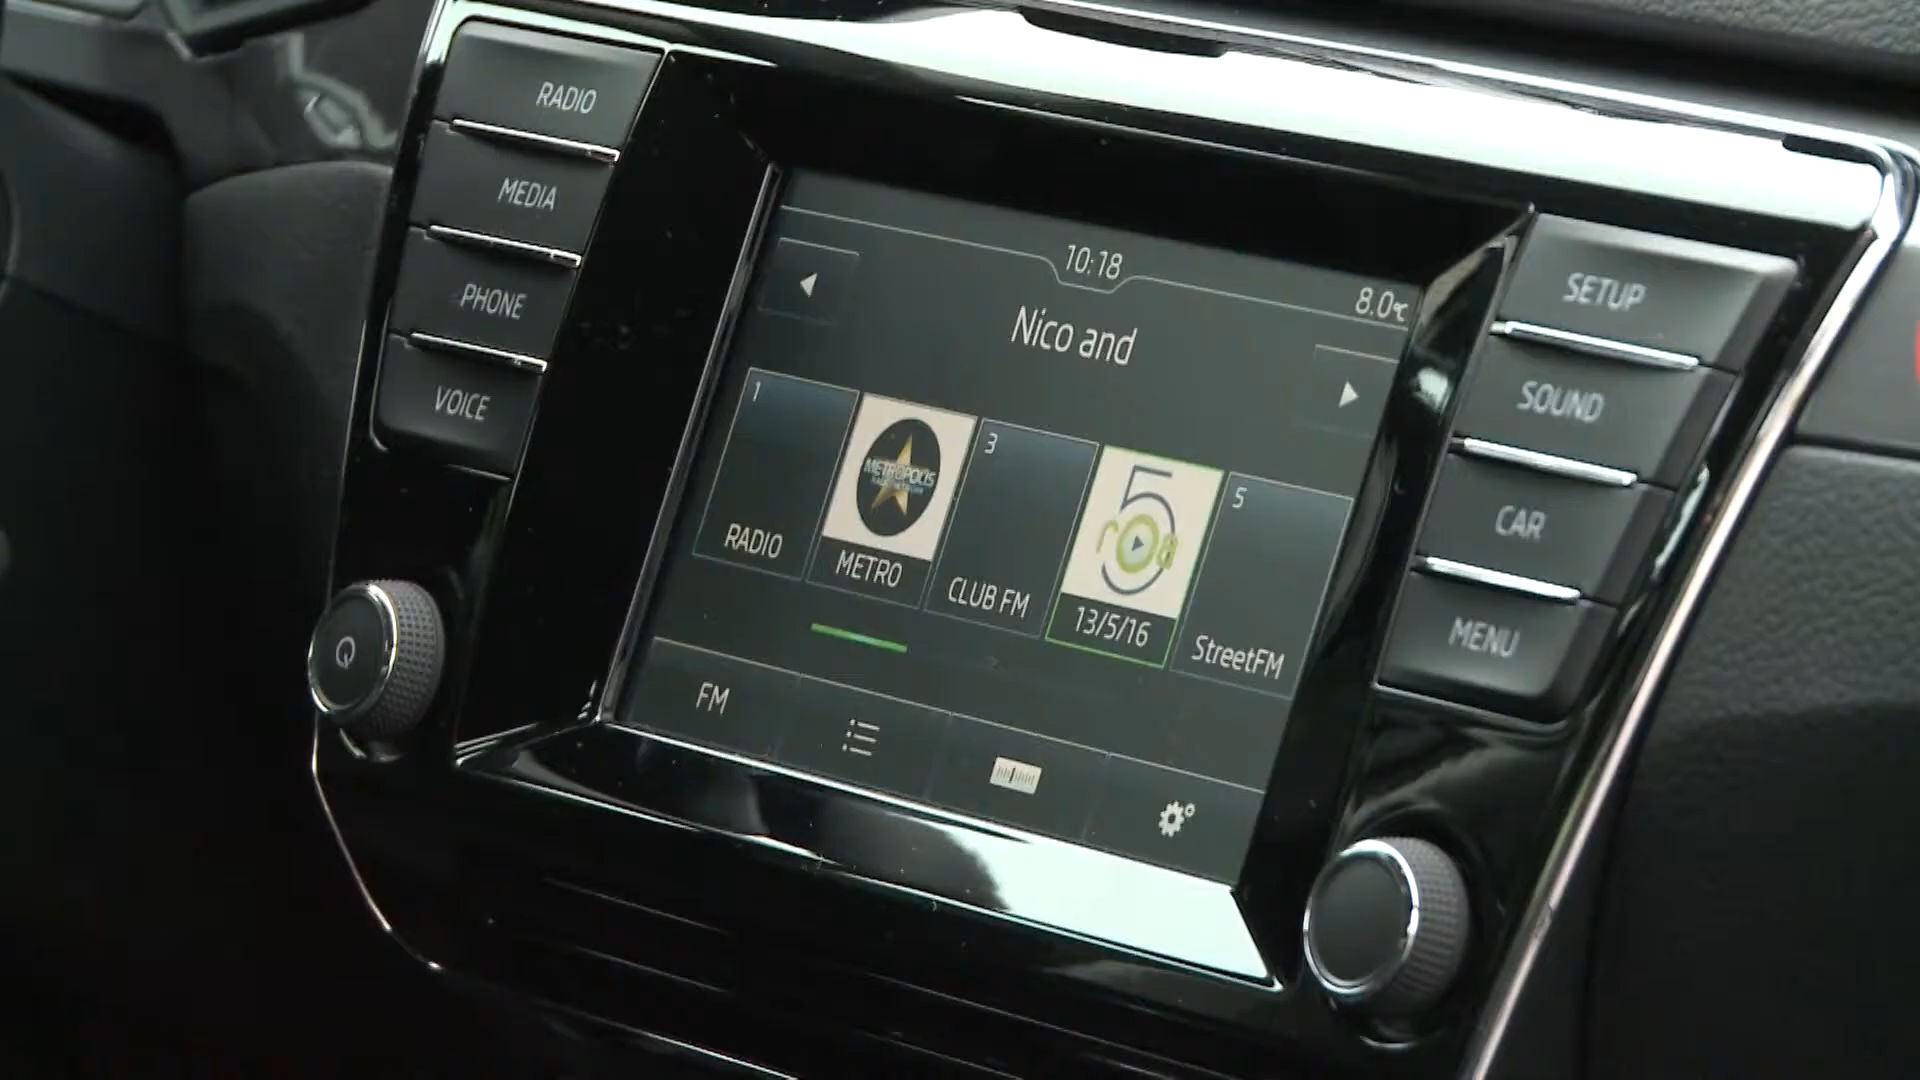 RADIO
MEDIA
PHONE
VOICE
10:18
8.0°C
Nico and
1
RADIO
METROPOLIS
METRO
3
CLUB FM
5
13/5/16
5
StreetFM
FM
SETUP
SOUND
CAR
MENU